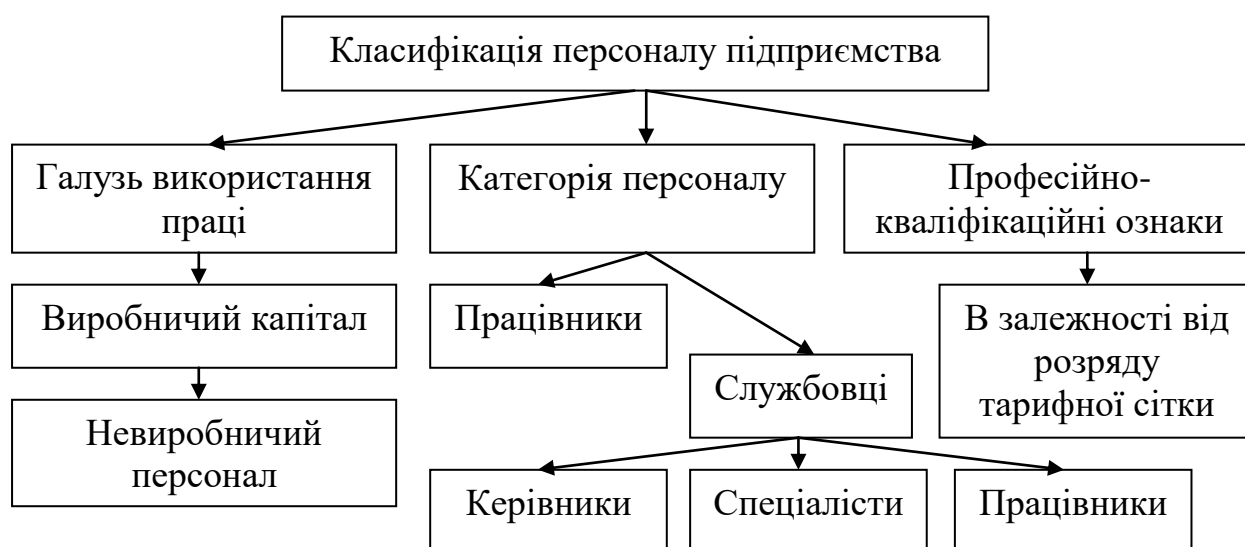 Класифікація персоналу підприємства
Галузь використання
праці
Категорія персоналу
Професійно-
кваліфікаційні ознаки
Виробничий капітал
Працівники
В залежності від
розряду
тарифної сітки
Службовці
Невиробничий
персонал
Керівники
Спеціалісти
Працівники